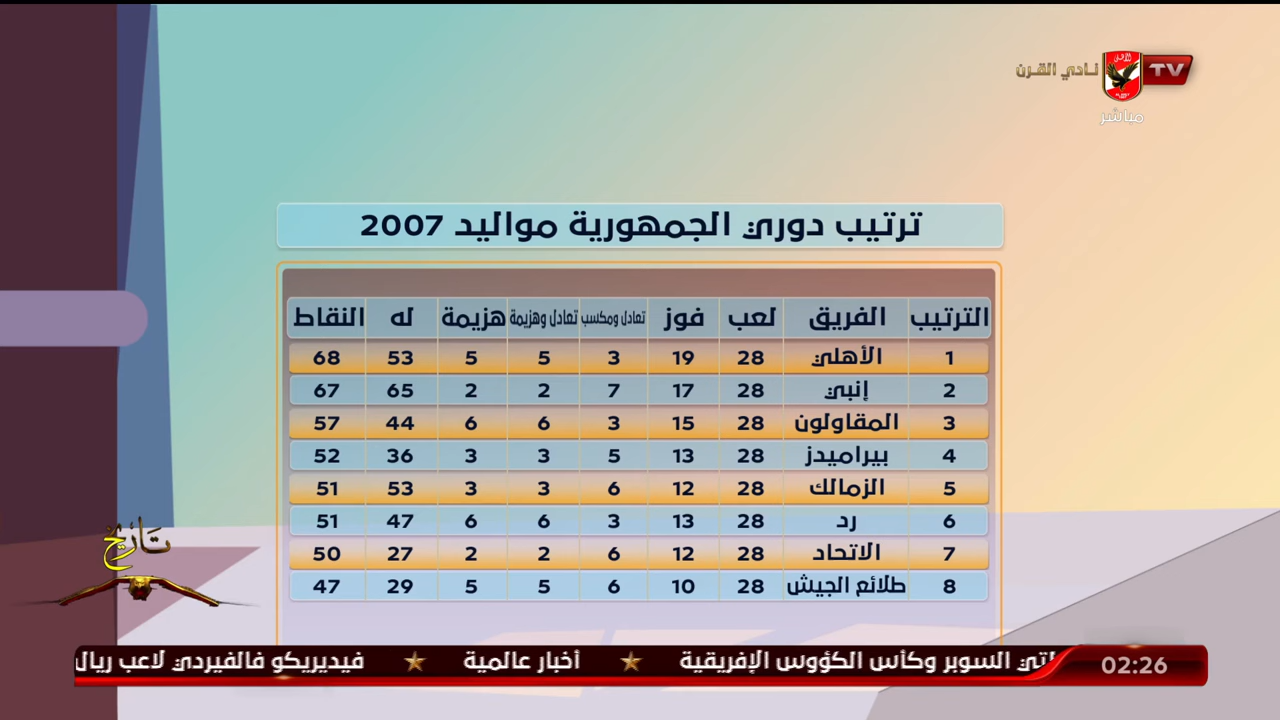 نادي القرن TV
مباشر
ترتيب دوري الجمهورية مواليد 2007
الترتيب الفريق لعب فوز تعادل ومكسب تعادل وهزيمة هزيمة له النقاط
1 الأهلي 28 19 3 5 5 53 68
2 إنبي 28 17 7 2 2 65 67
3 المقاولون 28 15 3 6 6 44 57
4 بيراميدز 28 13 5 3 3 36 52
5 الزمالك 28 12 6 3 3 53 51
6 رد 28 13 3 6 6 47 51
7 الاتحاد 28 12 6 2 2 27 50
8 طلائع الجيش 28 10 6 5 5 29 47
تاريخ
02:26 السوبر وكأس الكؤوس الإفريقية أخبار عالمية فيديريكو فالفيردي لاعب ريال